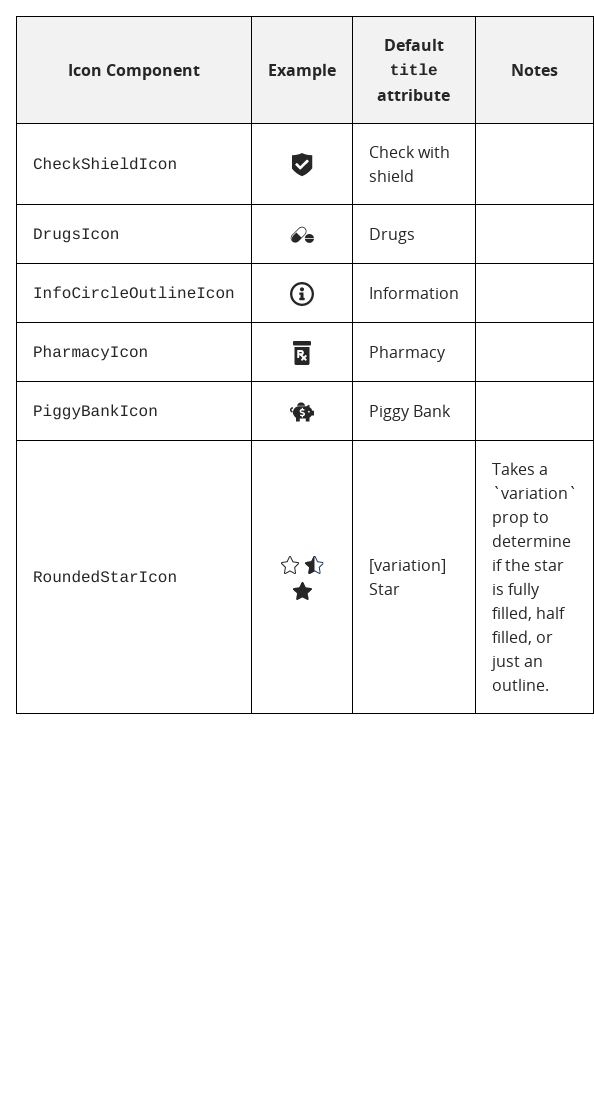 Icon Component
Example
Default
title
attribute
Notes
CheckShieldIcon
Check with
shield
DrugsIcon
Drugs
InfoCircleOutlineIcon
Information
PharmacyIcon
Pharmacy
PiggyBankIcon
Piggy Bank
RoundedStarIcon
[variation]
Star
Takes a
`variation`
prop to
determine
if the star
is fully
filled, half
filled, or
just an
outline.